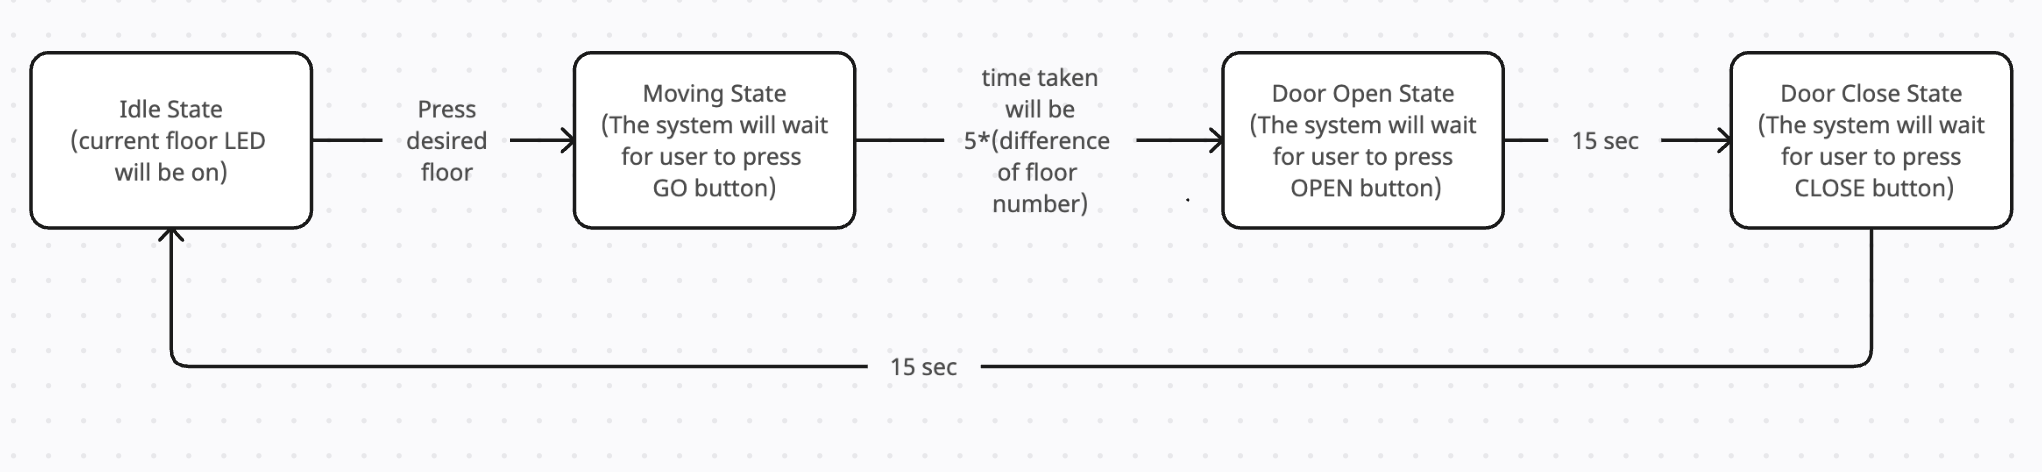 Idle State
(current floor LED
will be on)
Press
desired
floor
Moving State
(The system will wait
for user to press
GO button)
time taken
will be
5*(difference
of floor
number)
Door Open State
(The system will wait
for user to press
OPEN button)
15 sec
Door Close State
(The system will wait
for user to press
CLOSE button)
15 sec